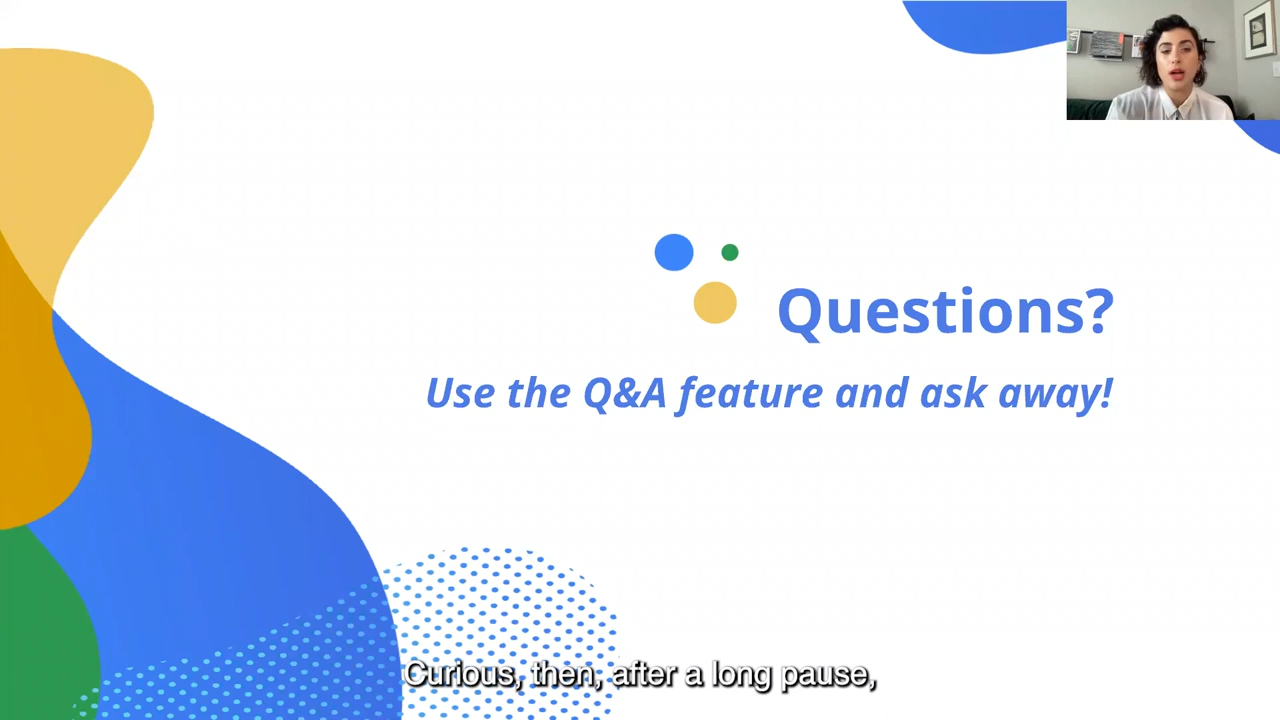 Questions?
Use the Q&A feature and ask away!
Curious, then, after a long pause,